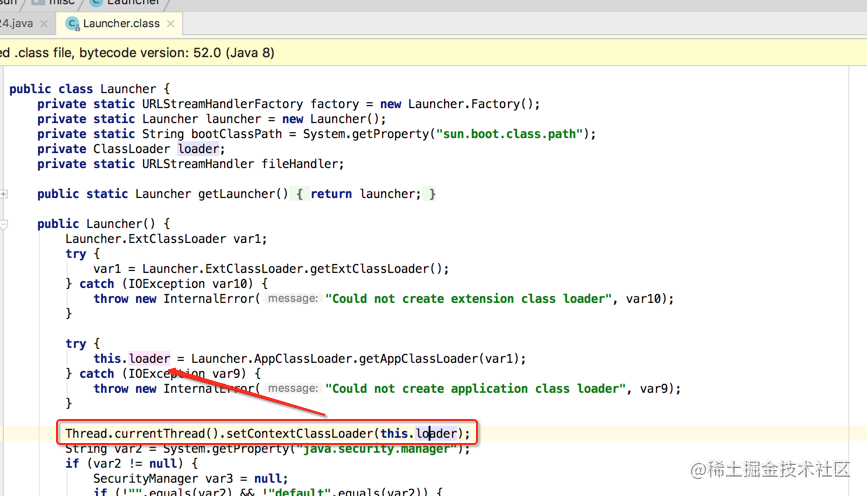 sun misc Launcher
24.java Launcher.class
ed .class file, bytecode version: 52.0 (Java 8)
public class Launcher {
private static URLStreamHandlerFactory factory = new Launcher.Factory();
private static Launcher launcher = new Launcher();
private static String bootClassPath = System.getProperty("sun.boot.class.path");
private ClassLoader loader;
private static URLStreamHandler fileHandler;
public static Launcher getLauncher() { return launcher; }
public Launcher() {
Launcher.ExtClassLoader var1;
try {
var1 = Launcher.ExtClassLoader.getExtClassLoader();
} catch (IOException var10) {
throw new InternalError( message: "Could not create extension class loader", var10);
}
try {
this.loader = Launcher.AppClassLoader.getAppClassLoader(var1);
} catch (IOException var9) {
throw new InternalError( message: "Could not create application class loader", var9);
}
Thread.currentThread().setContextClassLoader(this.loader);
String var2 = System.getProperty("java.security.manager");
if (var2 != null) {
SecurityManager var3 = null;
if (!"".equals(var2) && !"default".equals(var2)) {
@稀土掘金技术社区